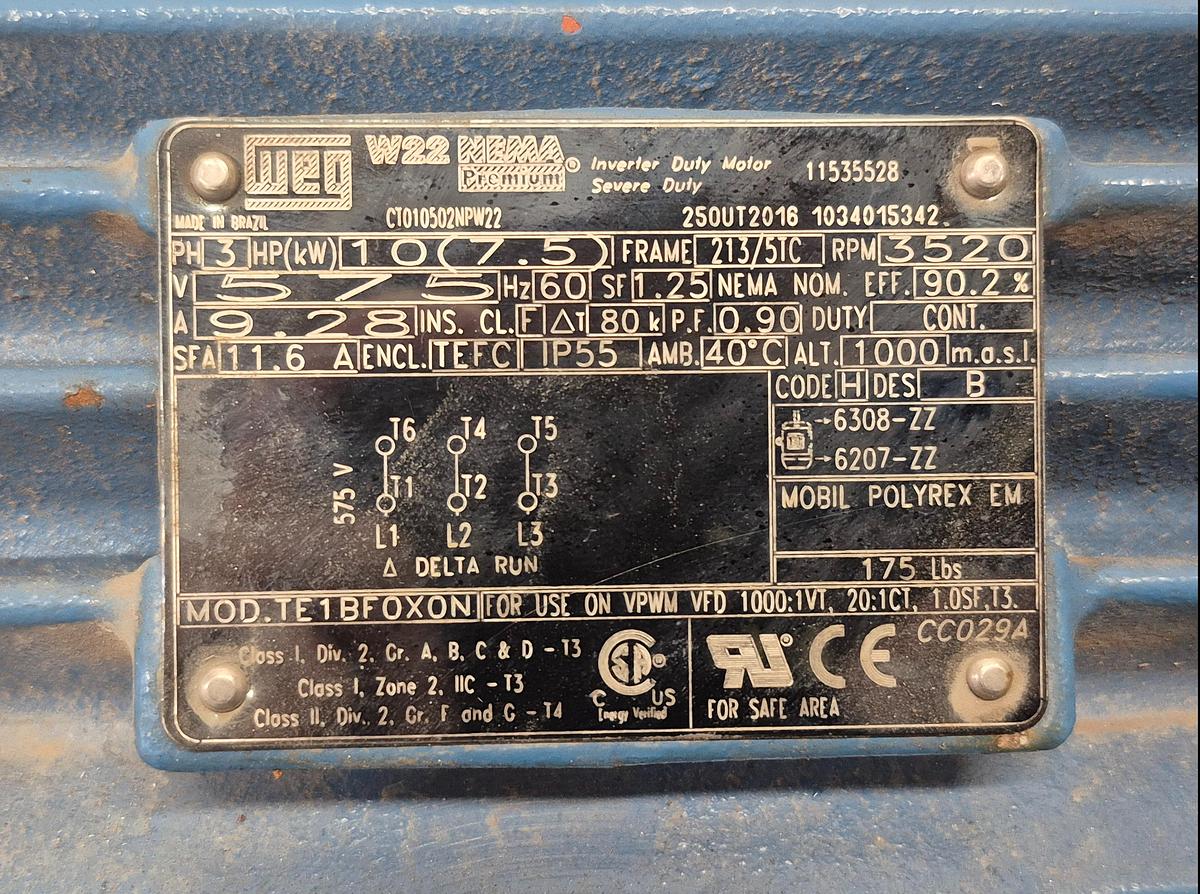 WEG W22 NEMA Premium® Inverter Duty Motor 11535528
Severe Duty
MADE IN BRAZIL CT010502NPW22 25OUT2016 1034015342
PH 3 HP(kW) 10(7.5) FRAME 213/5TC RPM 3520
V 575 Hz 60 SF 1.25 NEMA NOM. EFF. 90.2 %
A 9.28 INS. CL. F ΔT 80 k P.F. 0.90 DUTY CONT.
SFA 11.6 A ENCL. TEFC IP55 AMB. 40°C ALT. 1000 m.a.s.l.
CODE H DES B
6308-ZZ
6207-ZZ
MOBIL POLYREX EM
175 Lbs
575 V
T6 T4 T5
T1 T2 T3
L1 L2 L3
Δ DELTA RUN
MOD.TE1BFOXON FOR USE ON VPWM VFD 1000:1VT, 20:1CT, 1.0SF,T3.
Class I, Div. 2, Gr. A, B, C & D - T3
Class I, Zone 2, IIC - T3
Class II, Div. 2, Gr. F and G - T4
SA®
C US
Energy Verified
RU® CE CC029A
FOR SAFE AREA